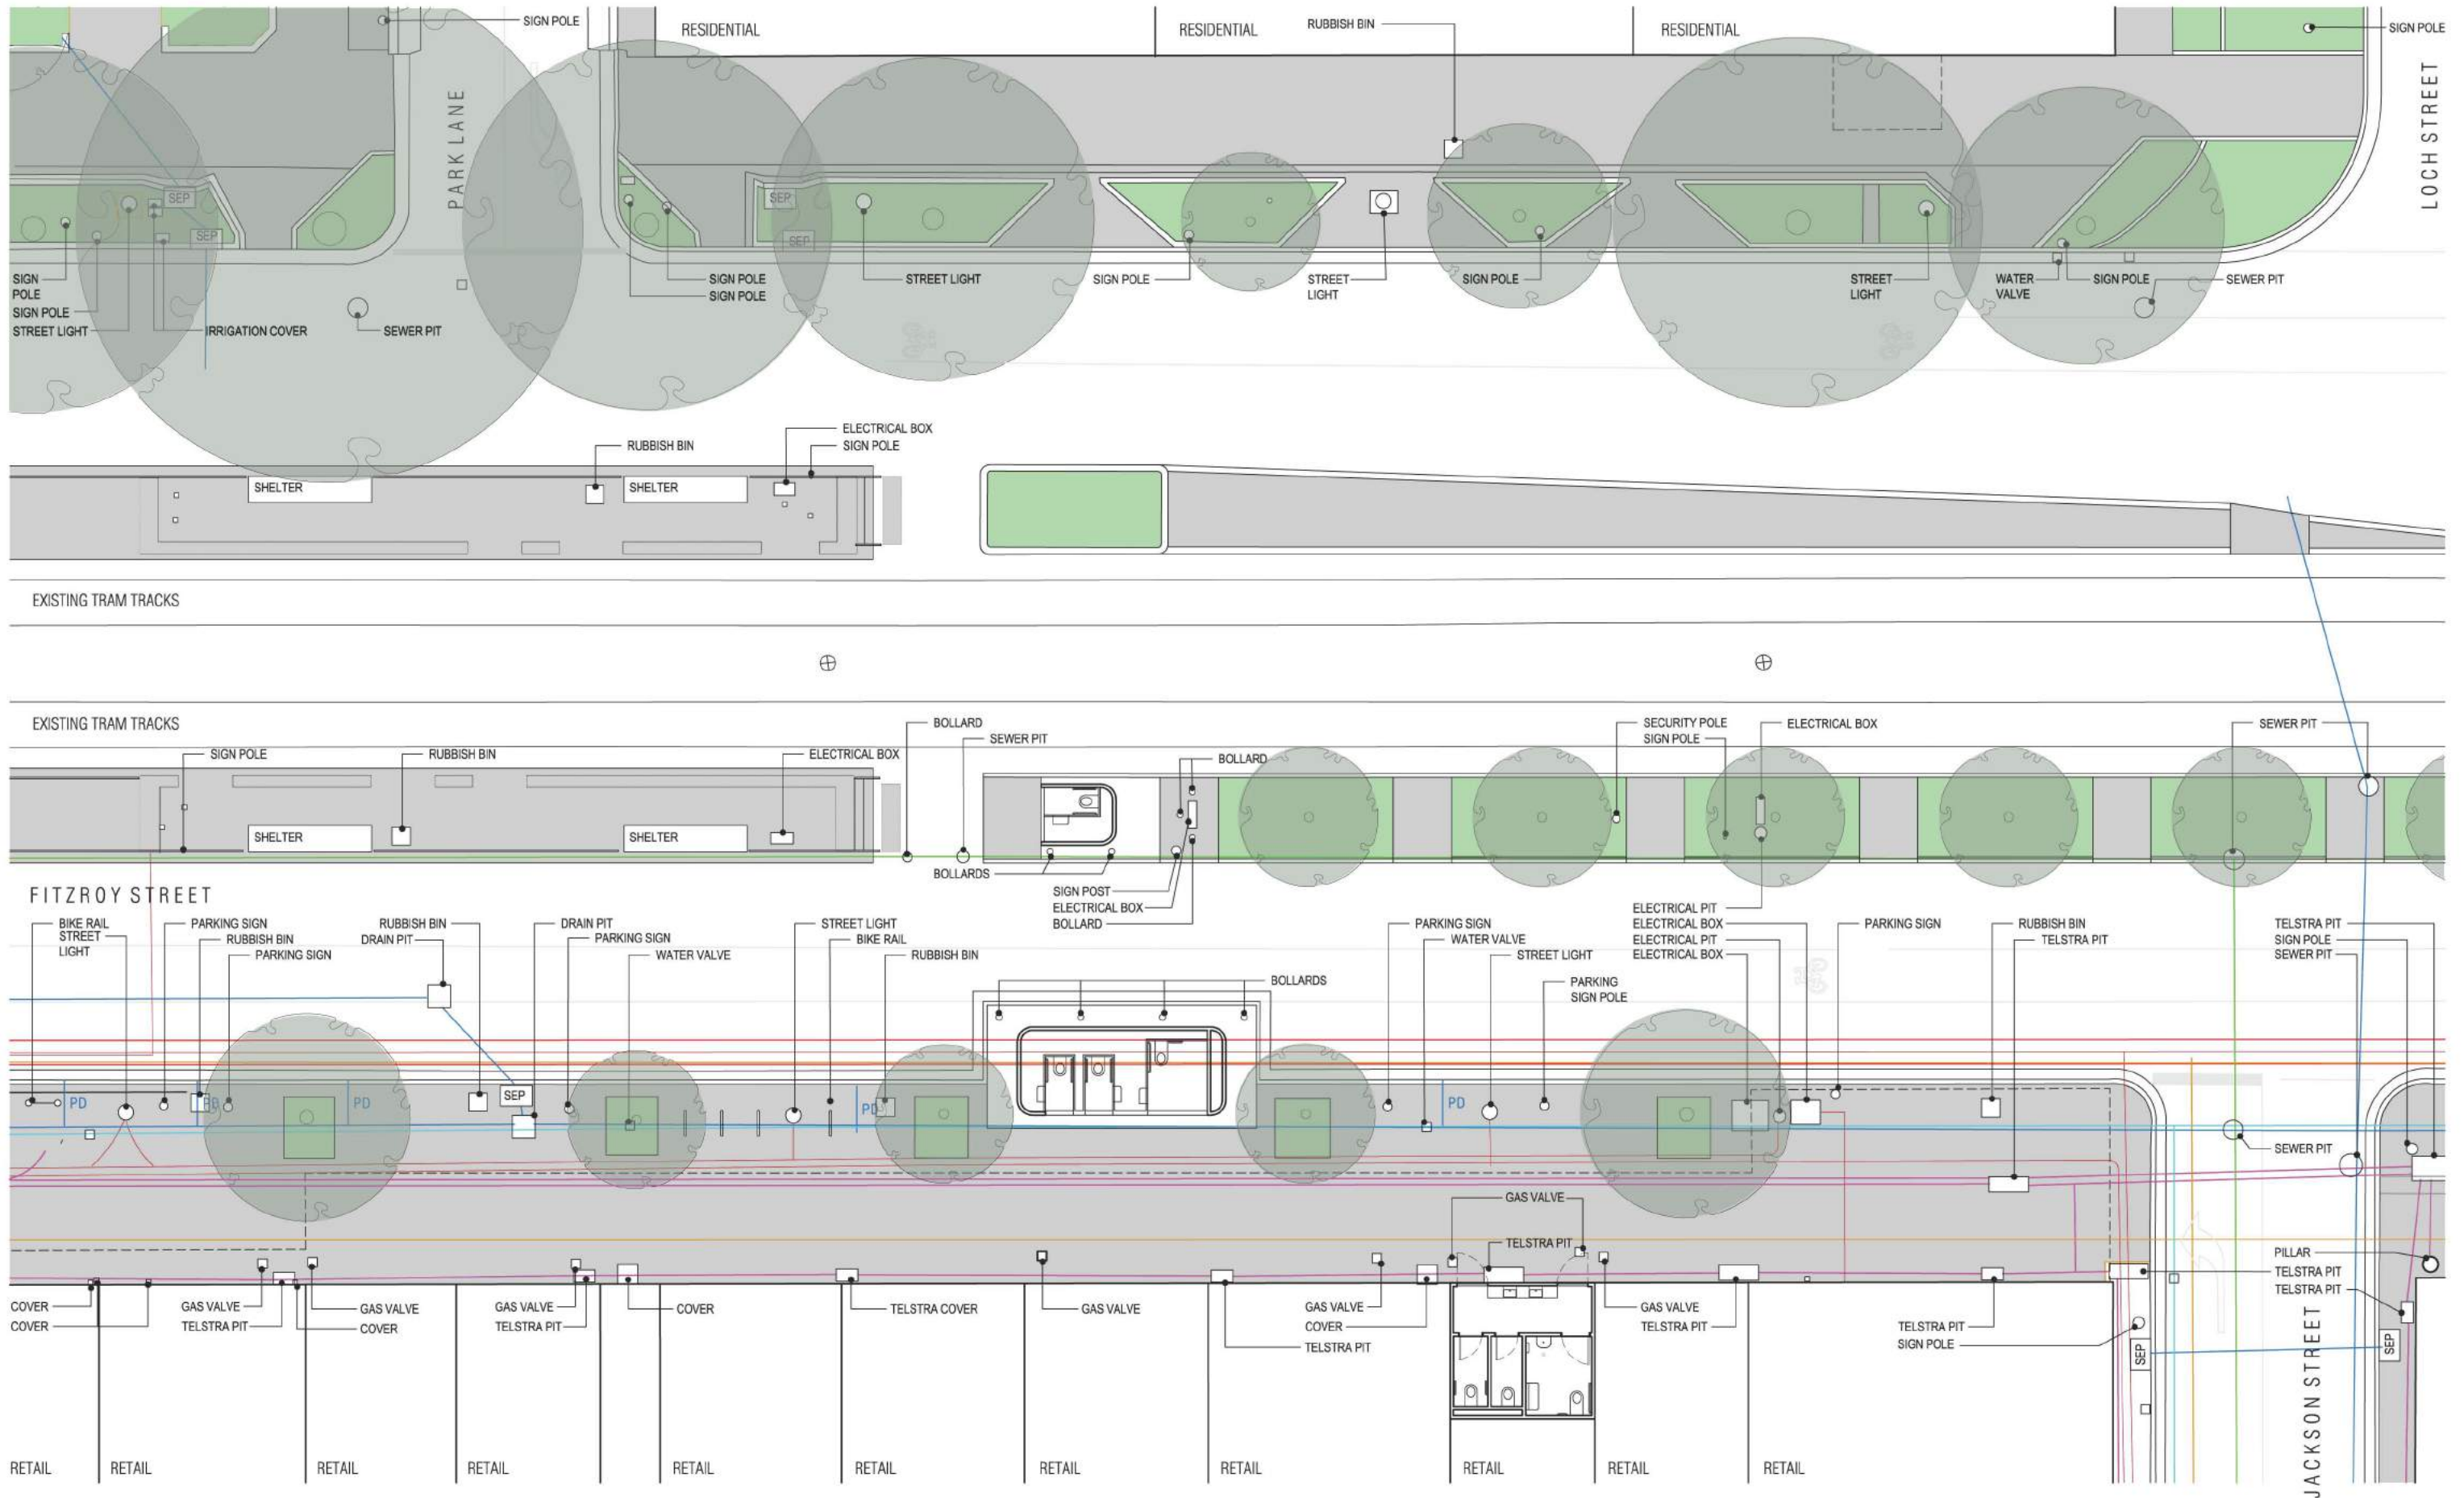 SIGN POLE
RESIDENTIAL
RESIDENTIAL
RUBBISH BIN
RESIDENTIAL
SIGN POLE
PARK LANE
LOCH STREET
SEP
SEP
SEP
SEP
SIGN
POLE
SIGN POLE
STREET LIGHT
IRRIGATION COVER
SEWER PIT
SIGN POLE
SIGN POLE
STREET LIGHT
SIGN POLE
STREET
LIGHT
SIGN POLE
STREET
LIGHT
WATER
VALVE
SIGN POLE
SEWER PIT
ELECTRICAL BOX
SIGN POLE
RUBBISH BIN
SHELTER
SHELTER
EXISTING TRAM TRACKS
EXISTING TRAM TRACKS
BOLLARD
SEWER PIT
SECURITY POLE
SIGN POLE
ELECTRICAL BOX
SEWER PIT
SIGN POLE
RUBBISH BIN
ELECTRICAL BOX
BOLLARD
SHELTER
SHELTER
BOLLARDS
SIGN POST
ELECTRICAL BOX
BOLLARD
FITZROY STREET
BIKE RAIL
STREET
LIGHT
PARKING SIGN
RUBBISH BIN
PARKING SIGN
RUBBISH BIN
DRAIN PIT
DRAIN PIT
PARKING SIGN
WATER VALVE
STREET LIGHT
BIKE RAIL
RUBBISH BIN
BOLLARDS
PARKING SIGN
WATER VALVE
STREET LIGHT
PARKING
SIGN POLE
ELECTRICAL PIT
ELECTRICAL BOX
ELECTRICAL PIT
ELECTRICAL BOX
PARKING SIGN
RUBBISH BIN
TELSTRA PIT
TELSTRA PIT
SIGN POLE
SEWER PIT
PD
PD
PD
SEP
PD
PD
SEWER PIT
GAS VALVE
TELSTRA PIT
PILLAR
TELSTRA PIT
TELSTRA PIT
COVER
COVER
GAS VALVE
TELSTRA PIT
GAS VALVE
COVER
GAS VALVE
TELSTRA PIT
COVER
TELSTRA COVER
GAS VALVE
GAS VALVE
COVER
TELSTRA PIT
GAS VALVE
TELSTRA PIT
TELSTRA PIT
SIGN POLE
SEP
SEP
JACKSON STREET
RETAIL
RETAIL
RETAIL
RETAIL
RETAIL
RETAIL
RETAIL
RETAIL
RETAIL
RETAIL
RETAIL